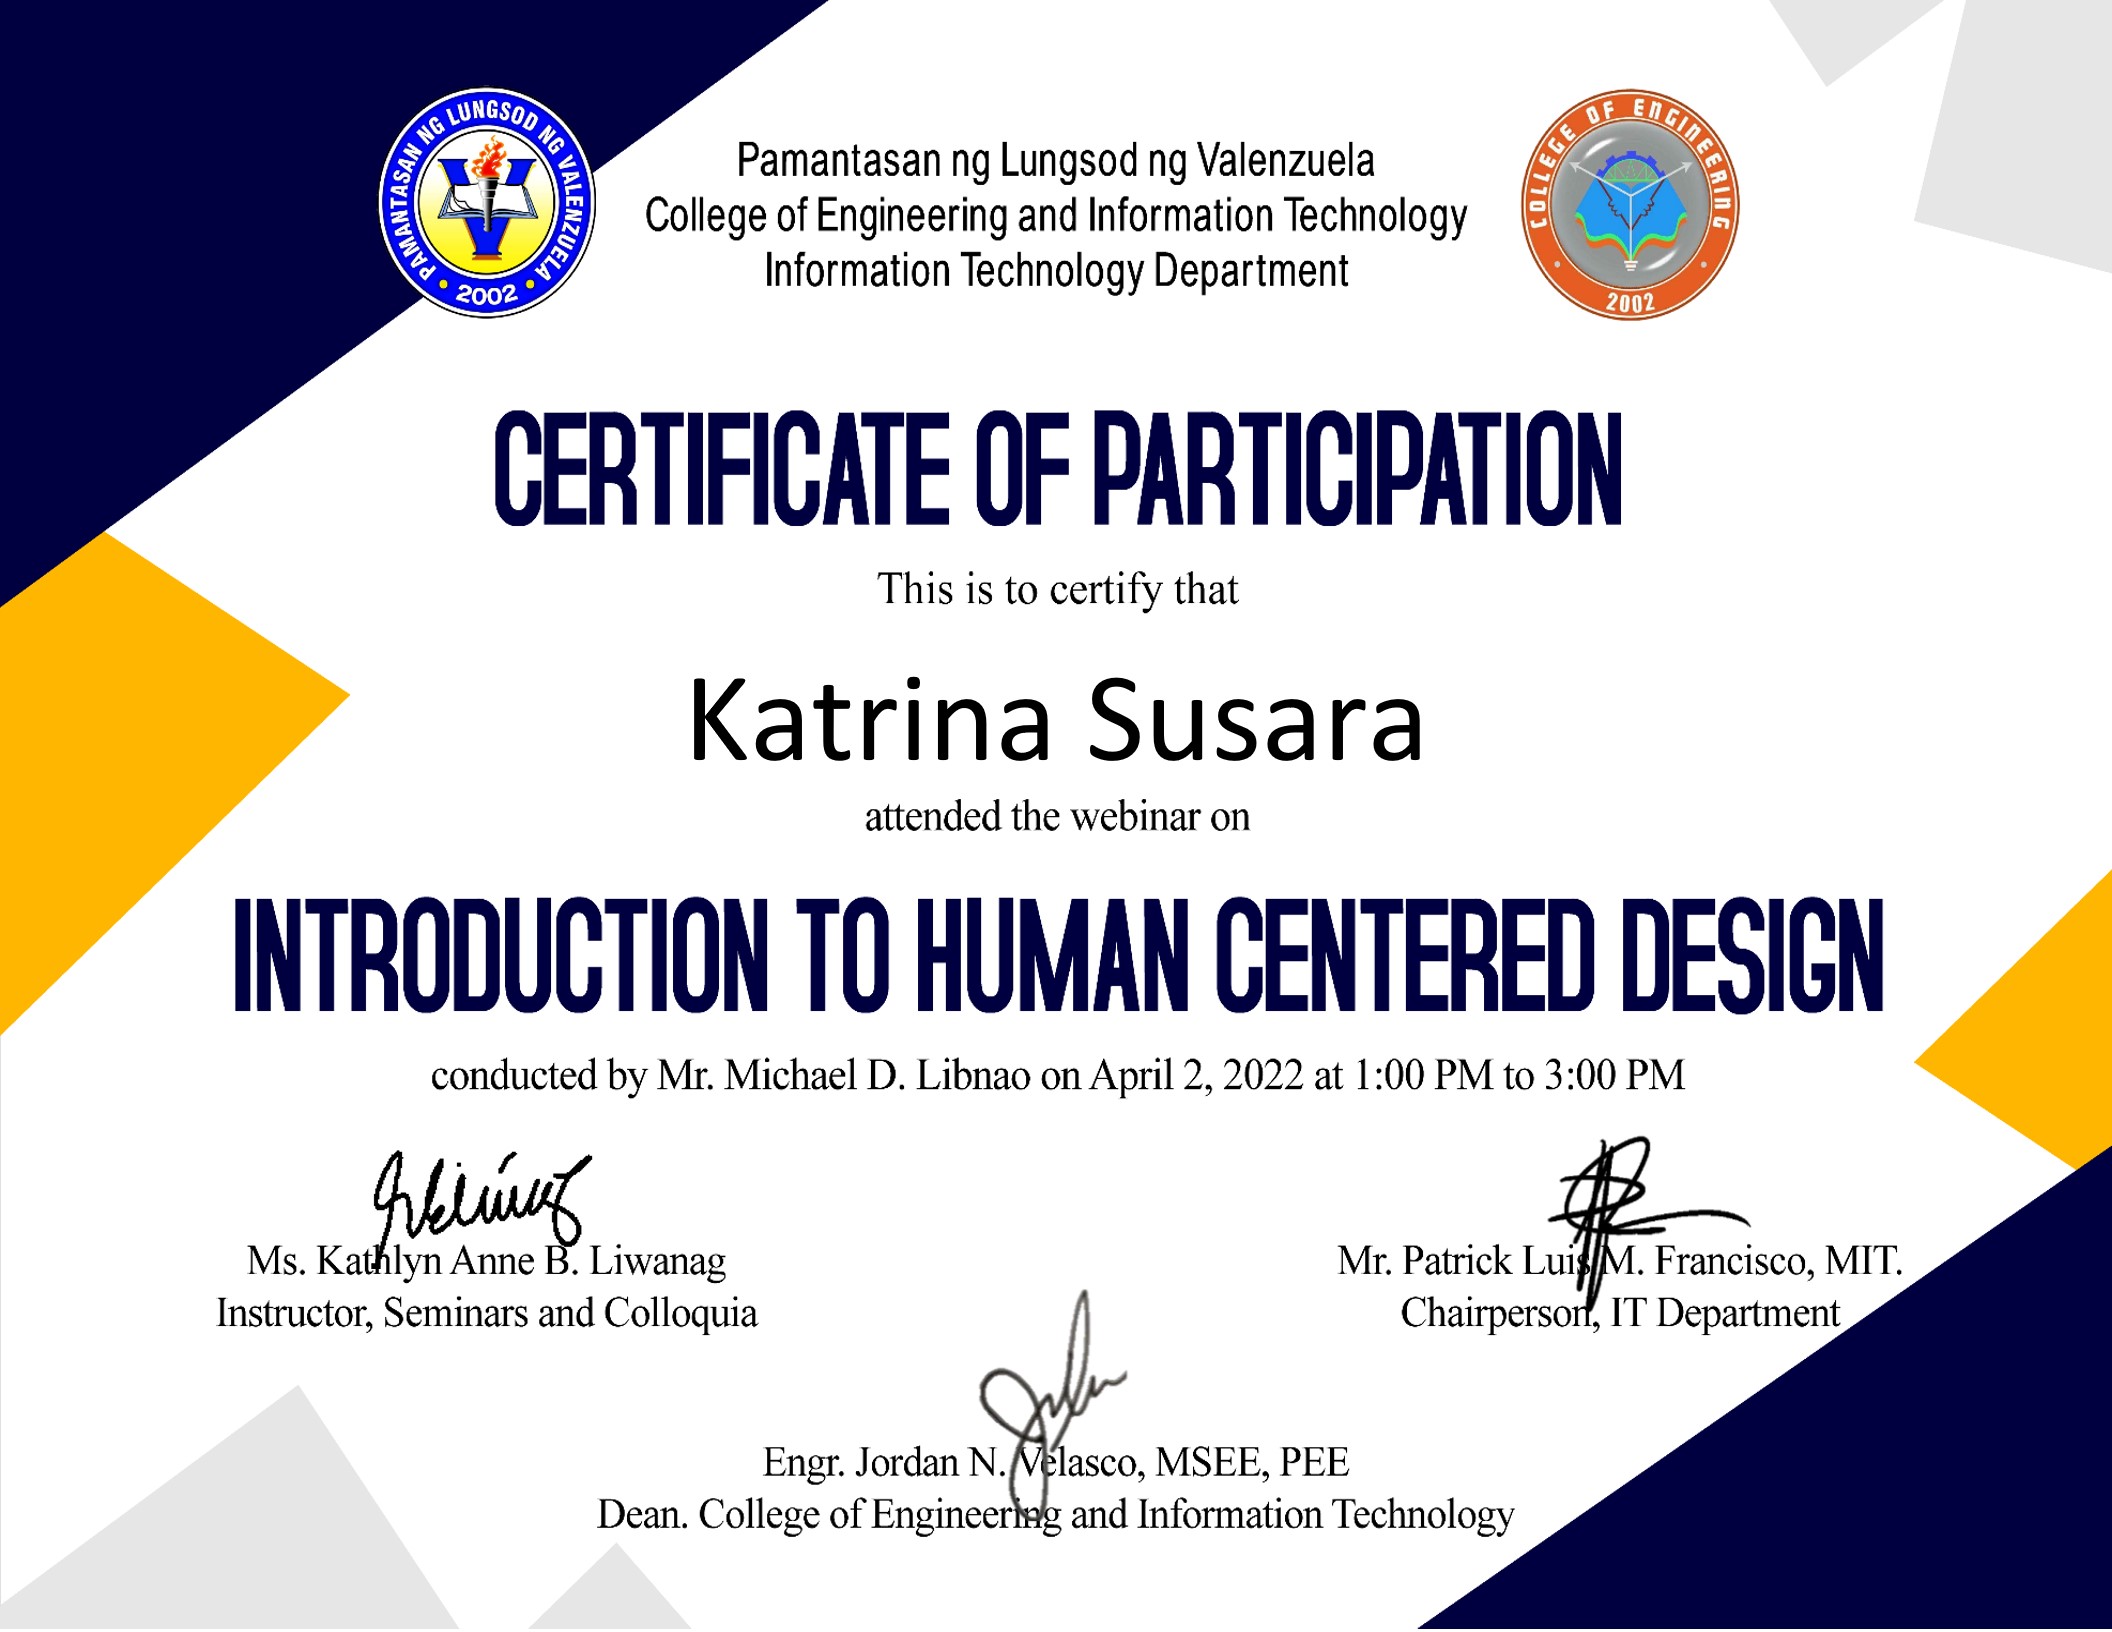 PAMANTASAN NG LUNGSOD NG VALENZUELA
2002
Pamantasan ng Lungsod ng Valenzuela
College of Engineering and Information Technology
Information Technology Department
COLLEGE OF ENGINEERING
2002
CERTIFICATE OF PARTICIPATION
This is to certify that
Katrina Susara
attended the webinar on
INTRODUCTION TO HUMAN CENTERED DESIGN
conducted by Mr. Michael D. Libnao on April 2, 2022 at 1:00 PM to 3:00 PM
Ms. Kathlyn Anne B. Liwanag
Instructor, Seminars and Colloquia
Mr. Patrick Luis M. Francisco, MIT.
Chairperson, IT Department
Engr. Jordan N. Velasco, MSEE, PEE
Dean. College of Engineering and Information Technology